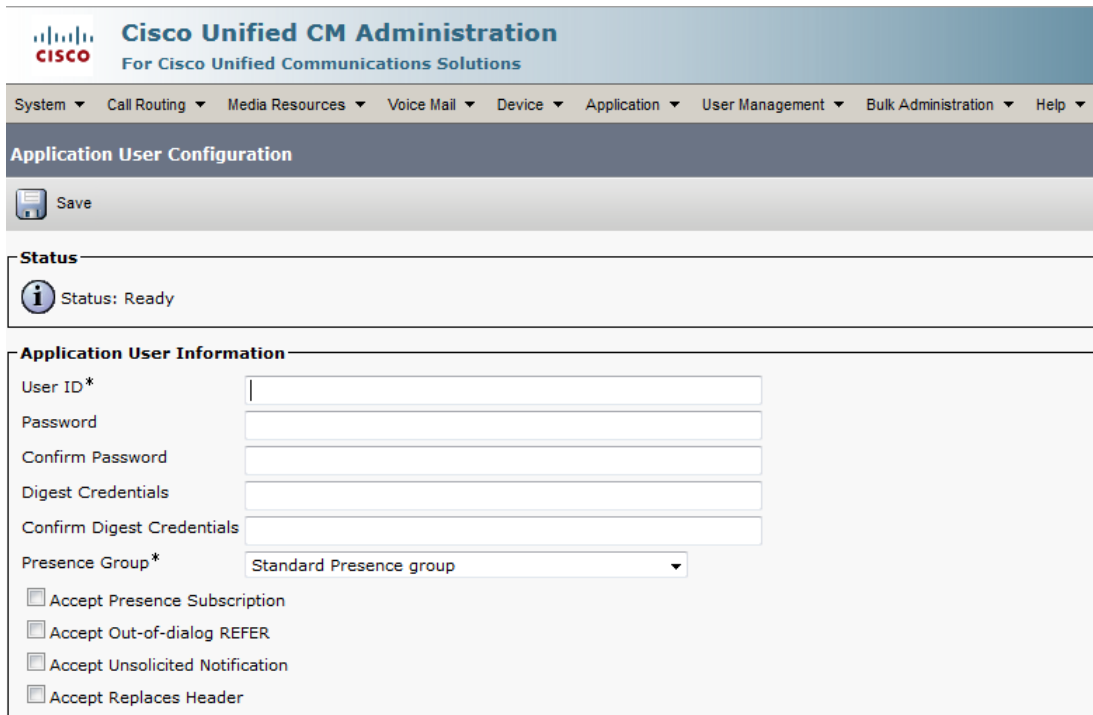 CISCO
Cisco Unified CM Administration
For Cisco Unified Communications Solutions
System Call Routing Media Resources Voice Mail Device Application User Management Bulk Administration Help
Application User Configuration
Save
Status
Status: Ready
Application User Information
User ID*
Password
Confirm Password
Digest Credentials
Confirm Digest Credentials
Presence Group* Standard Presence group
Accept Presence Subscription
Accept Out-of-dialog REFER
Accept Unsolicited Notification
Accept Replaces Header